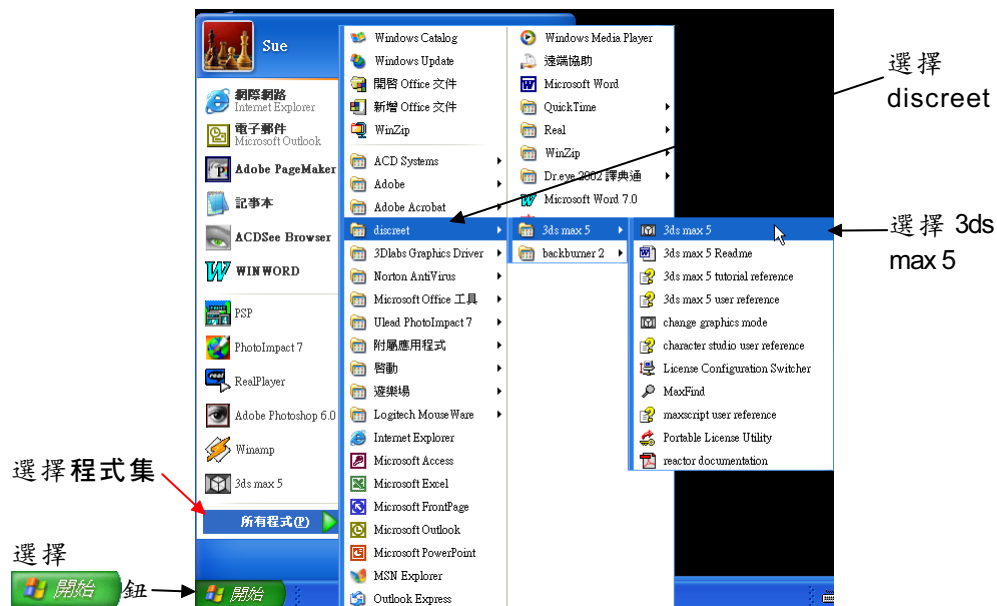 Sue
網際網路
Internet Explorer
電子郵件
Microsoft Outlook
Adobe PageMaker
記事本
ACDSee Browser
WINWORD
PSP
PhotoImpact 7
RealPlayer
Adobe Photoshop 6.0
Winamp
3ds max 5
所有程式(P)
開始
Windows Catalog
Windows Update
開啟 Office 文件
新增 Office 文件
WinZip
ACD Systems
Adobe
Adobe Acrobat
discreet
3Dlabs Graphics Driver
Norton AntiVirus
Microsoft Office 工具
Ulead PhotoImpact 7
附屬應用程式
啟動
遊樂場
Logitech MouseWare
Internet Explorer
Microsoft Access
Microsoft Excel
Microsoft FrontPage
Microsoft Outlook
Microsoft PowerPoint
MSN Explorer
Outlook Express
Windows Media Player
遠端協助
Microsoft Word
QuickTime
Real
WinZip
Dr.eye 2002 譯典通
Microsoft Word 7.0
3ds max 5
backburner 2
3ds max 5
3ds max 5 Readme
3ds max 5 tutorial reference
3ds max 5 user reference
change graphics mode
character studio user reference
License Configuration Switcher
MaxFind
maxscript user reference
Portable License Utility
reactor documentation
選擇
discreet
選擇 3ds
max 5
選擇程式集
選擇
開始 鈕